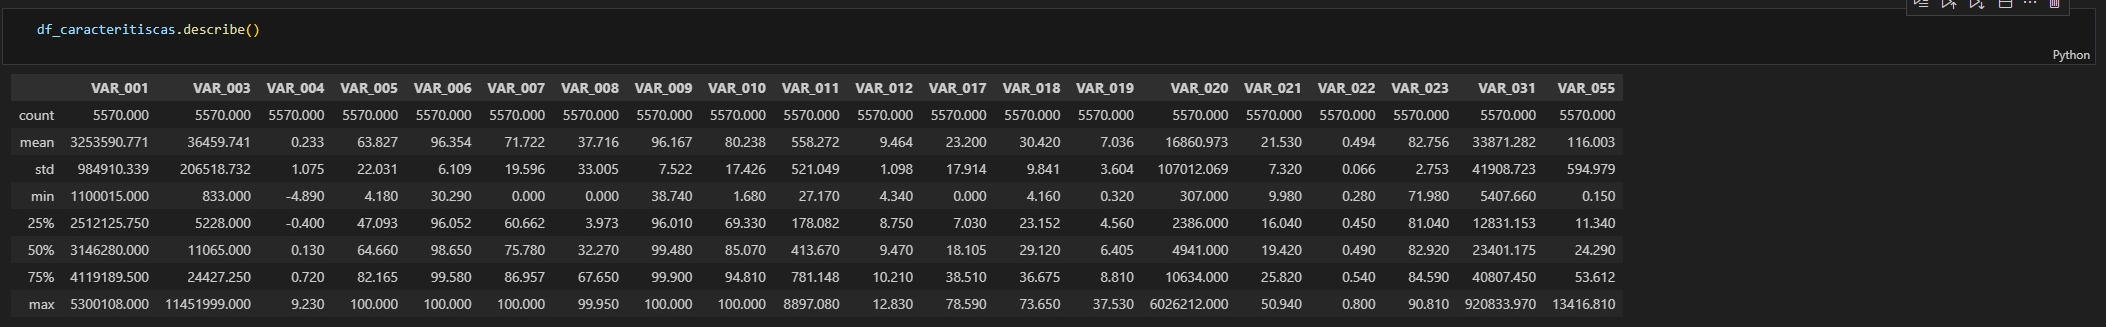 df_caracteritiscas.describe()
Python
VAR_001 VAR_003 VAR_004 VAR_005 VAR_006 VAR_007 VAR_008 VAR_009 VAR_010 VAR_011 VAR_012 VAR_017 VAR_018 VAR_019 VAR_020 VAR_021 VAR_022 VAR_023 VAR_031 VAR_055
count 5570.000 5570.000 5570.000 5570.000 5570.000 5570.000 5570.000 5570.000 5570.000 5570.000 5570.000 5570.000 5570.000 5570.000 5570.000 5570.000 5570.000 5570.000 5570.000 5570.000
mean 3253590.771 36459.741 0.233 63.827 96.354 71.722 37.716 96.167 80.238 558.272 9.464 23.200 30.420 7.036 16860.973 21.530 0.494 82.756 33871.282 116.003
std 984910.339 206518.732 1.075 22.031 6.109 19.596 33.005 7.522 17.426 521.049 1.098 17.914 9.841 3.604 107012.069 7.320 0.066 2.753 41908.723 594.979
min 1100015.000 833.000 -4.890 4.180 30.290 0.000 0.000 38.740 1.680 27.170 4.340 0.000 4.160 0.320 307.000 9.980 0.280 71.980 5407.660 0.150
25% 2512125.750 5228.000 -0.400 47.093 96.052 60.662 3.973 96.010 69.330 178.082 8.750 7.030 23.152 4.560 2386.000 16.040 0.450 81.040 12831.153 11.340
50% 3146280.000 11065.000 0.130 64.660 98.650 75.780 32.270 99.480 85.070 413.670 9.470 18.105 29.120 6.405 4941.000 19.420 0.490 82.920 23401.175 24.290
75% 4119189.500 24427.250 0.720 82.165 99.580 86.957 67.650 99.900 94.810 781.148 10.210 38.510 36.675 8.810 10634.000 25.820 0.540 84.590 40807.450 53.612
max 5300108.000 11451999.000 9.230 100.000 100.000 100.000 99.950 100.000 100.000 8897.080 12.830 78.590 73.650 37.530 6026212.000 50.940 0.800 90.810 920833.970 13416.810